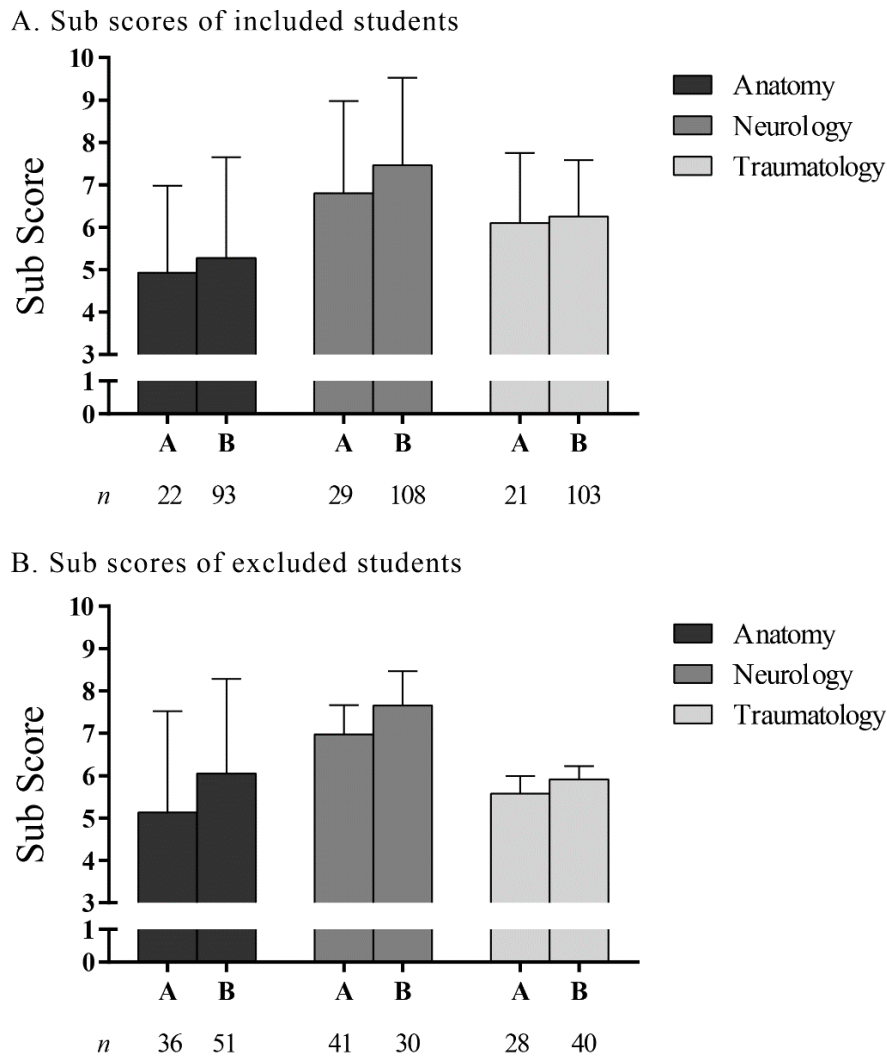 A. Sub scores of included students
10
9
8
7
6
5
4
3
1
0
Sub Score
Anatomy
Neurology
Traumatology
A B A B A B
n 22 93 29 108 21 103
B. Sub scores of excluded students
10
9
8
7
6
5
4
3
1
0
Sub Score
Anatomy
Neurology
Traumatology
A B A B A B
n 36 51 41 30 28 40